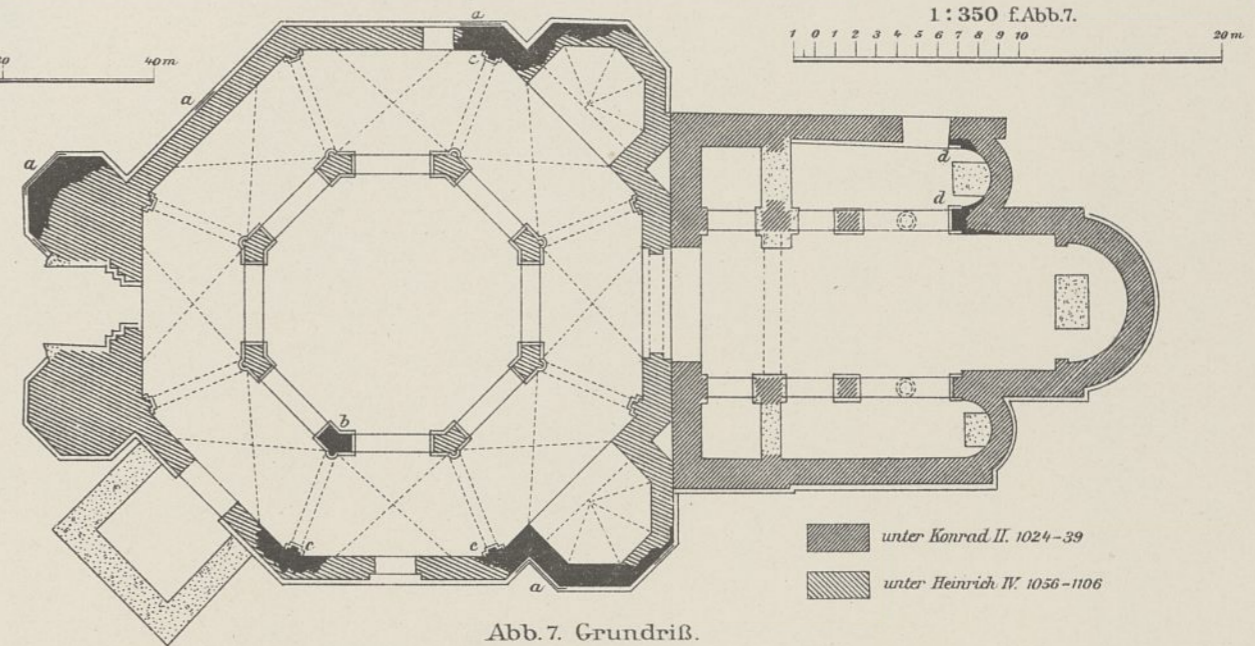 1 : 350 f. Abb. 7.
1 0 1 2 3 4 5 6 7 8 9 10 20 m
40 m
a
c
a
a
d
d
b
c
c
a
unter Konrad II. 1024-39
unter Heinrich IV. 1056-1106
Abb. 7. Grundriß.